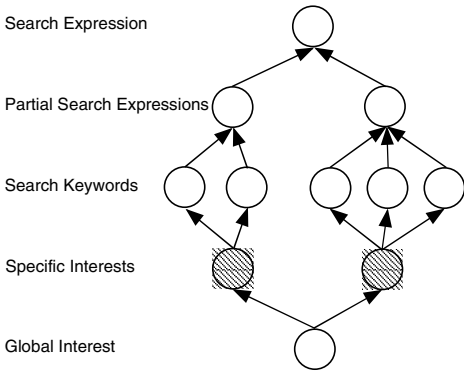 Search Expression
Partial Search Expressions
Search Keywords
Specific Interests
Global Interest